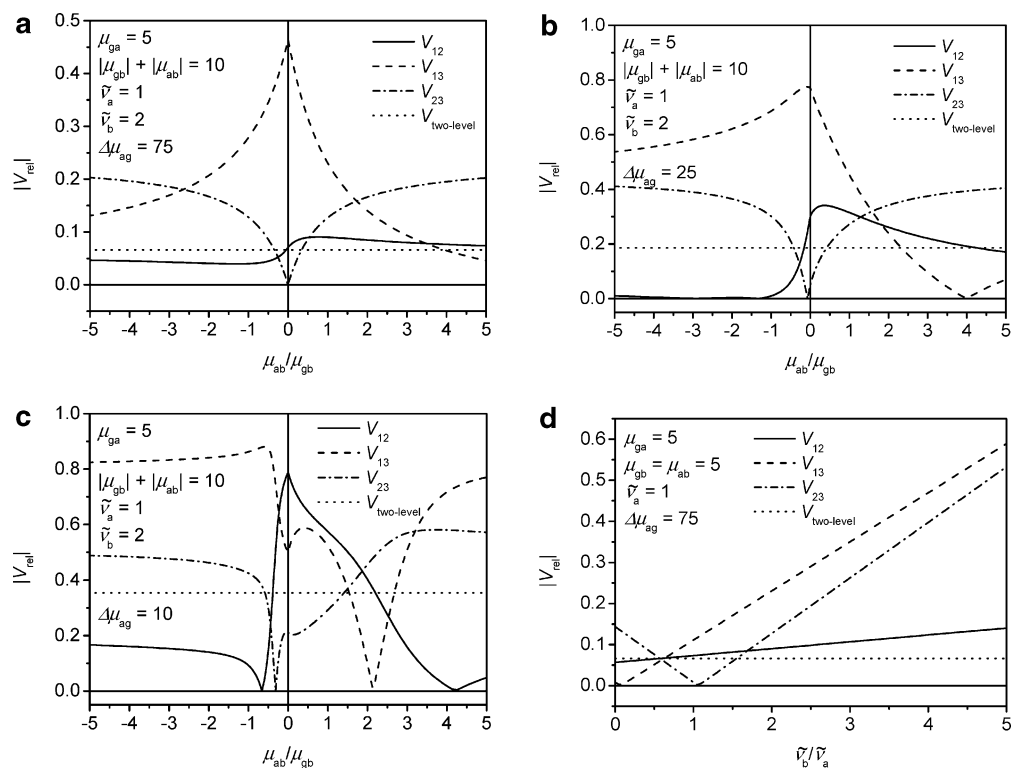 a
μga = 5
|μgb| + |μab| = 10
ν̃a = 1
ν̃b = 2
Δμag = 75
V12
V13
V23
Vtwo-level
0.5
0.4
0.3
0.2
0.1
0.0
|Vrel|
-5 -4 -3 -2 -1 0 1 2 3 4 5
μab/μgb
b
μga = 5
|μgb| + |μab| = 10
ν̃a = 1
ν̃b = 2
Δμag = 25
V12
V13
V23
Vtwo-level
1.0
0.8
0.6
0.4
0.2
0.0
|Vrel|
-5 -4 -3 -2 -1 0 1 2 3 4 5
μab/μgb
c
μga = 5
|μgb| + |μab| = 10
ν̃a = 1
ν̃b = 2
Δμag = 10
V12
V13
V23
Vtwo-level
1.0
0.8
0.6
0.4
0.2
0.0
|Vrel|
-5 -4 -3 -2 -1 0 1 2 3 4 5
μab/μgb
d
μga = 5
μgb = μab = 5
ν̃a = 1
Δμag = 75
V12
V13
V23
Vtwo-level
0.6
0.5
0.4
0.3
0.2
0.1
0.0
|Vrel|
0 1 2 3 4 5
ν̃b/ν̃a